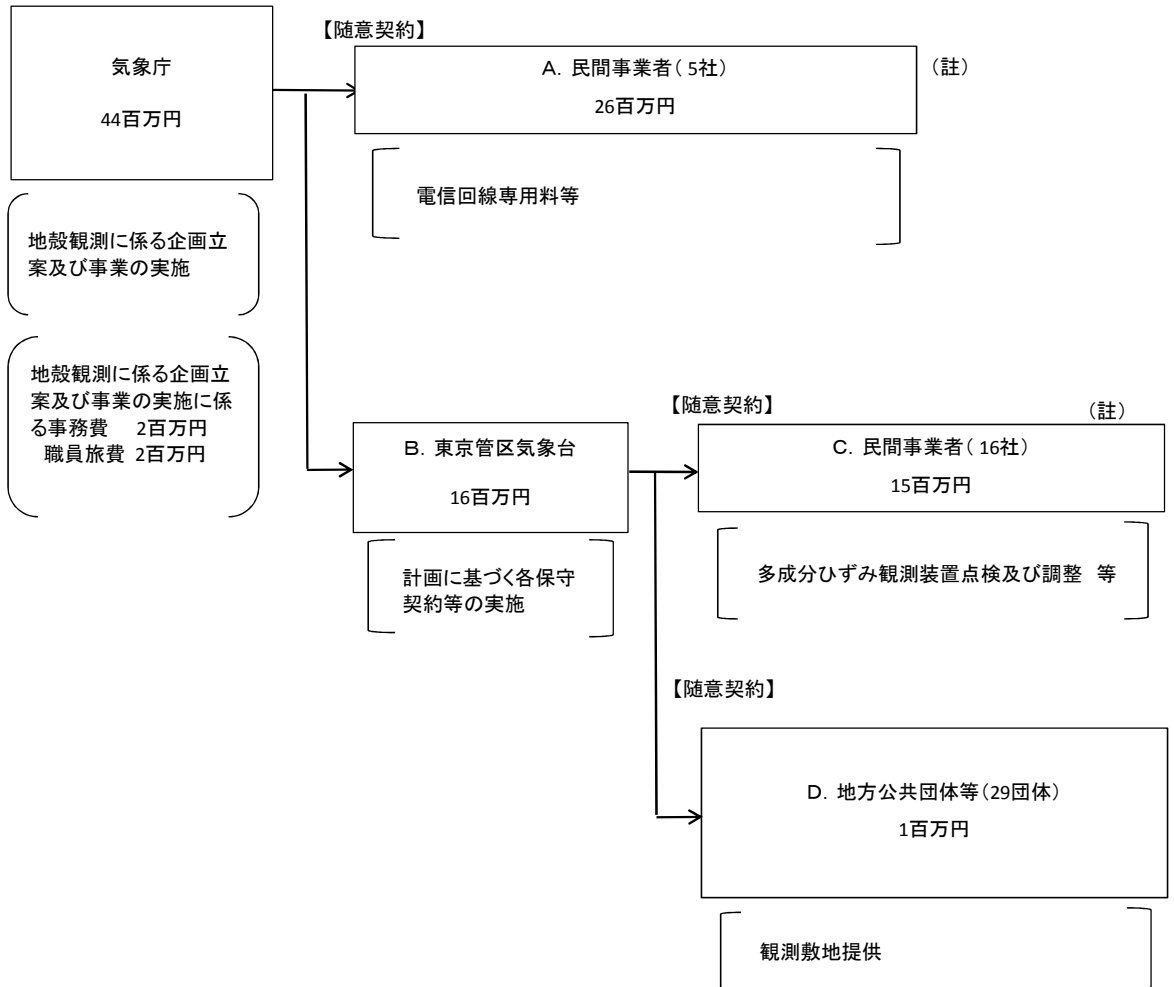 気象庁
44百万円
地殻観測に係る企画立
案及び事業の実施
地殻観測に係る企画立
案及び事業の実施に係
る事務費 2百万円
職員旅費 2百万円
【随意契約】
A. 民間事業者(5社)
26百万円
(註)
電信回線専用料等
B. 東京管区気象台
16百万円
計画に基づく各保守
契約等の実施
【随意契約】
(註)
C. 民間事業者(16社)
15百万円
多成分ひずみ観測装置点検及び調整 等
【随意契約】
D. 地方公共団体等(29団体)
1百万円
観測敷地提供